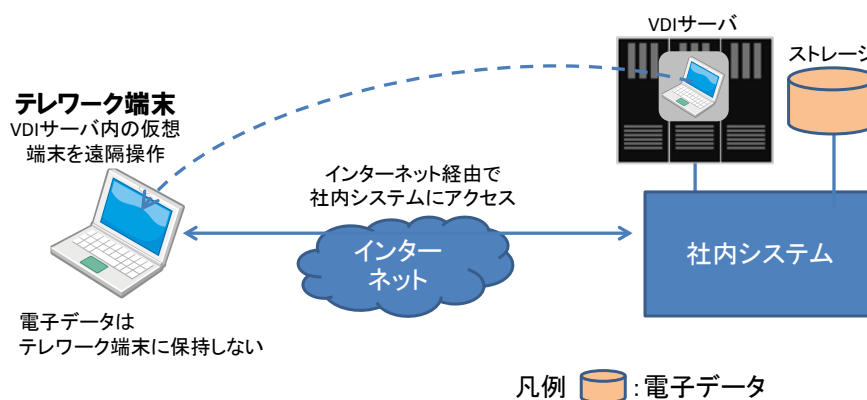 VDIサーバ
ストレージ
テレワーク端末
VDIサーバ内の仮想
端末を遠隔操作
インターネット経由で
社内システムにアクセス
インター
ネット
社内システム
電子データは
テレワーク端末に保持しない
凡例 :電子データ